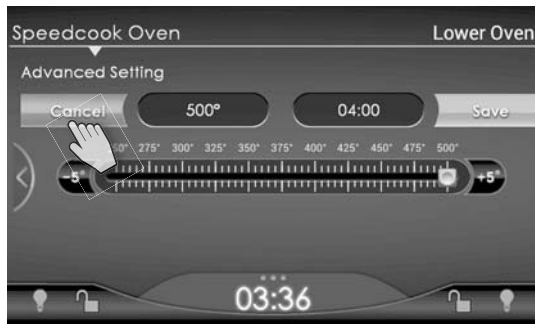 Speedcook Oven Lower Oven
Advanced Setting
Cancel 500° 04:00 Save
275° 300° 325° 350° 375° 400° 425° 450° 475° 500°
-5° +5°
03:36